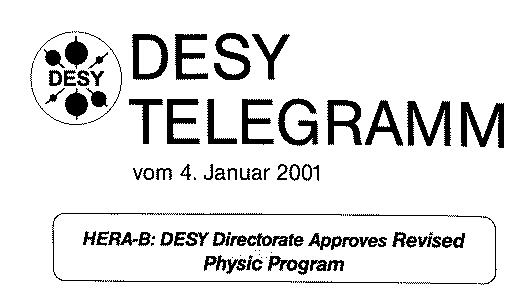 DESY
DESY
TELEGRAMM
vom 4. Januar 2001
HERA-B: DESY Directorate Approves Revised
Physic Program